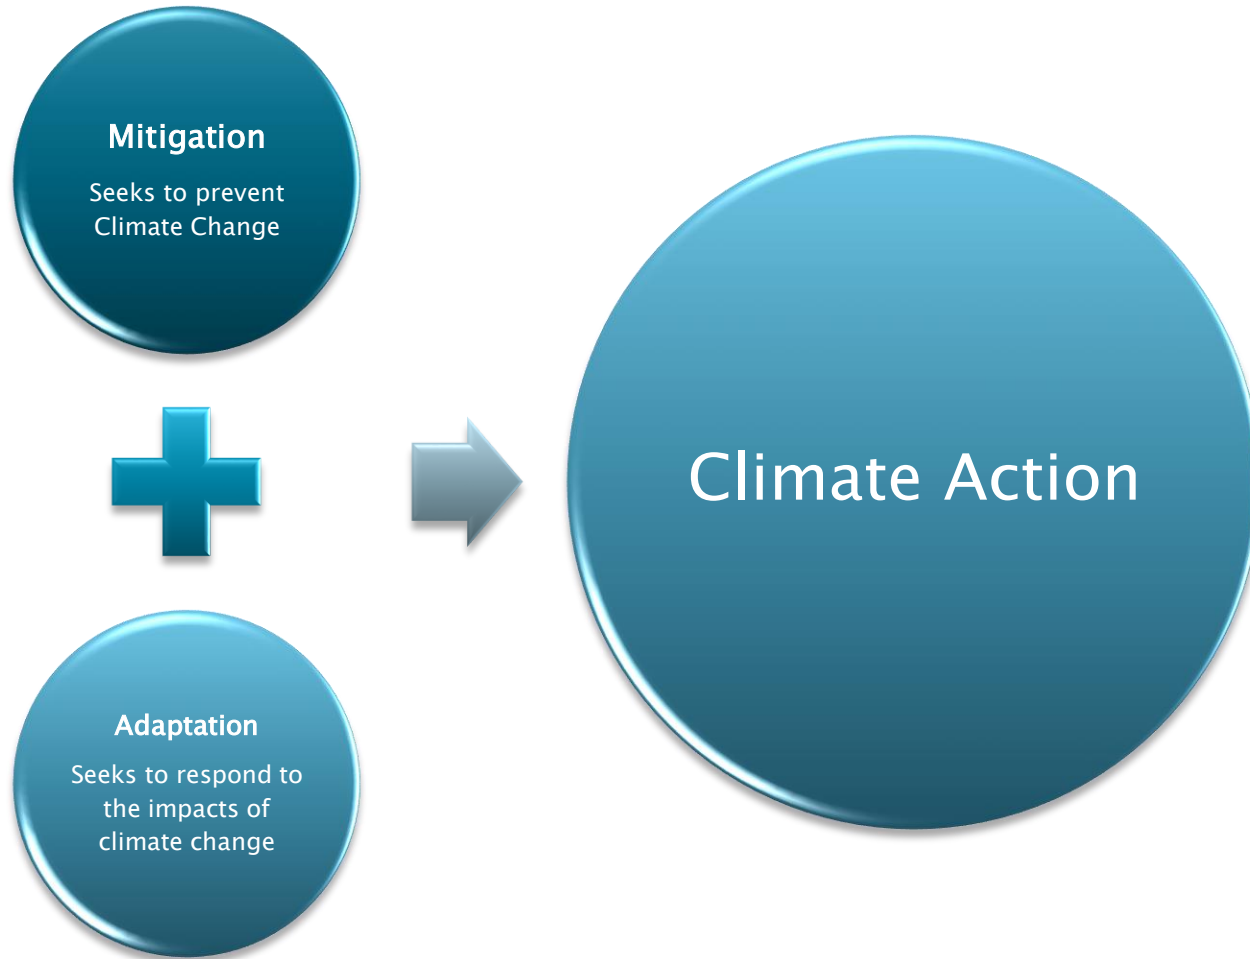 Mitigation
Seeks to prevent
Climate Change
Adaptation
Seeks to respond to
the impacts of
climate change
Climate Action